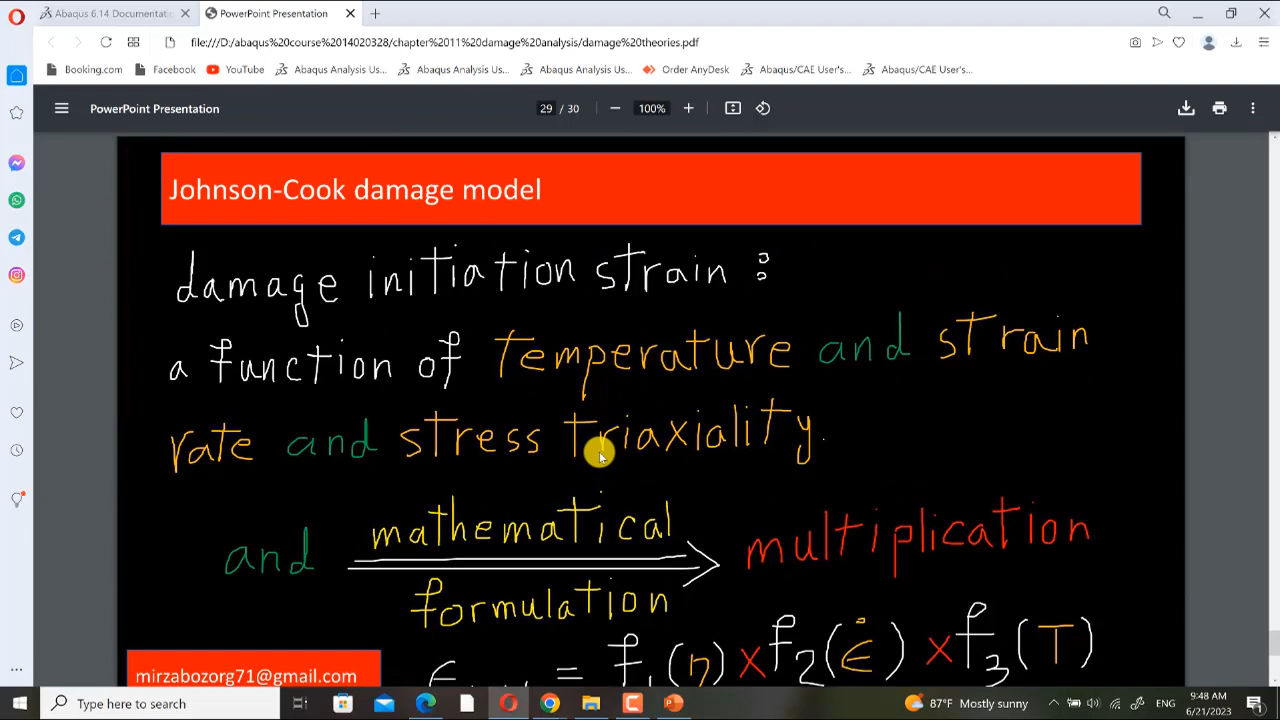 Abaqus 6.14 Documentatio
PowerPoint Presentation
file:///D:/abaqus%20course%2014020328/chapter%2011%20damage%20analysis/damage%20theories.pdf
Booking.com
Facebook
YouTube
Abaqus Analysis Us...
Abaqus Analysis Us...
Abaqus Analysis Us...
Order AnyDesk
Abaqus/CAE User's...
Abaqus/CAE User's...
PowerPoint Presentation
29 / 30
100%
Johnson-Cook damage model
damage initiation strain :
a function of temperature and strain
rate and stress triaxiality.
and mathematical formulation multiplication
= f1(η) × f2(ε̇) × f3(T)
mirzabozorg71@gmail.com
Type here to search
87°F Mostly sunny
ENG
9:48 AM
6/21/2023